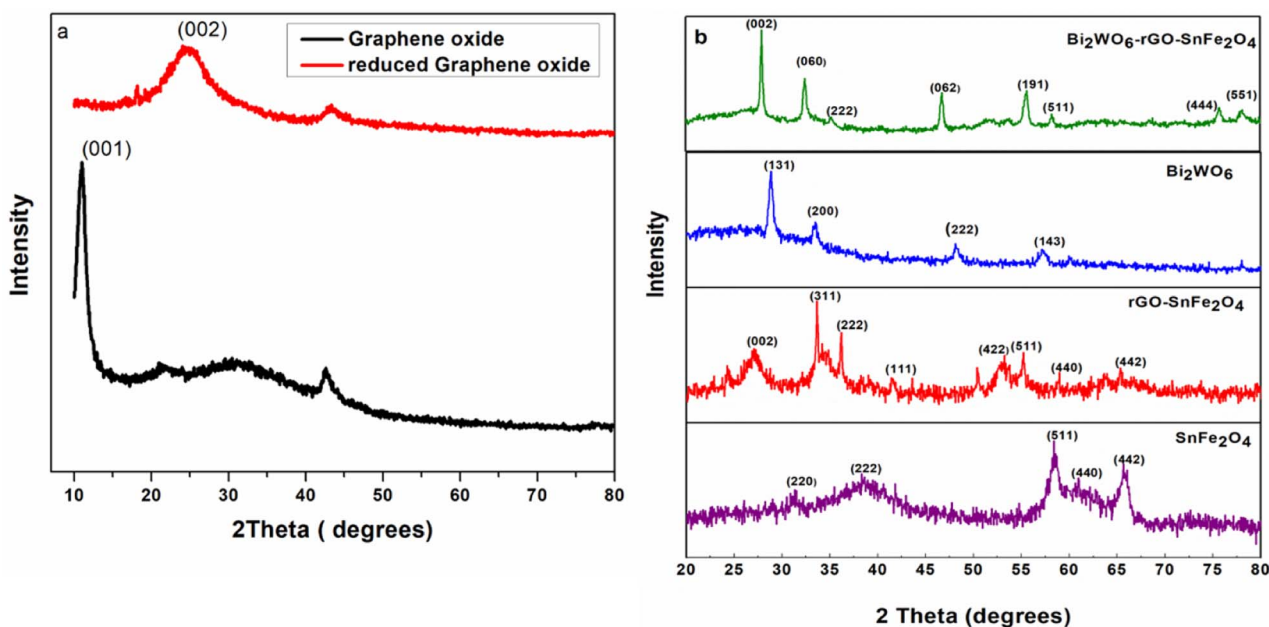 a
(002)
Graphene oxide
reduced Graphene oxide
(001)
Intensity
10 20 30 40 50 60 70 80
2Theta ( degrees)
b
Bi2WO6-rGO-SnFe2O4
(002)
(060)
(222)
(062)
(191)
(511)
(444)
(551)
Bi2WO6
(131)
(200)
(222)
(143)
rGO-SnFe2O4
(002)
(311)
(222)
(111)
(422)
(511)
(440)
(442)
SnFe2O4
(220)
(222)
(511)
(440)
(442)
Intensity
20 25 30 35 40 45 50 55 60 65 70 75 80
2 Theta (degrees)